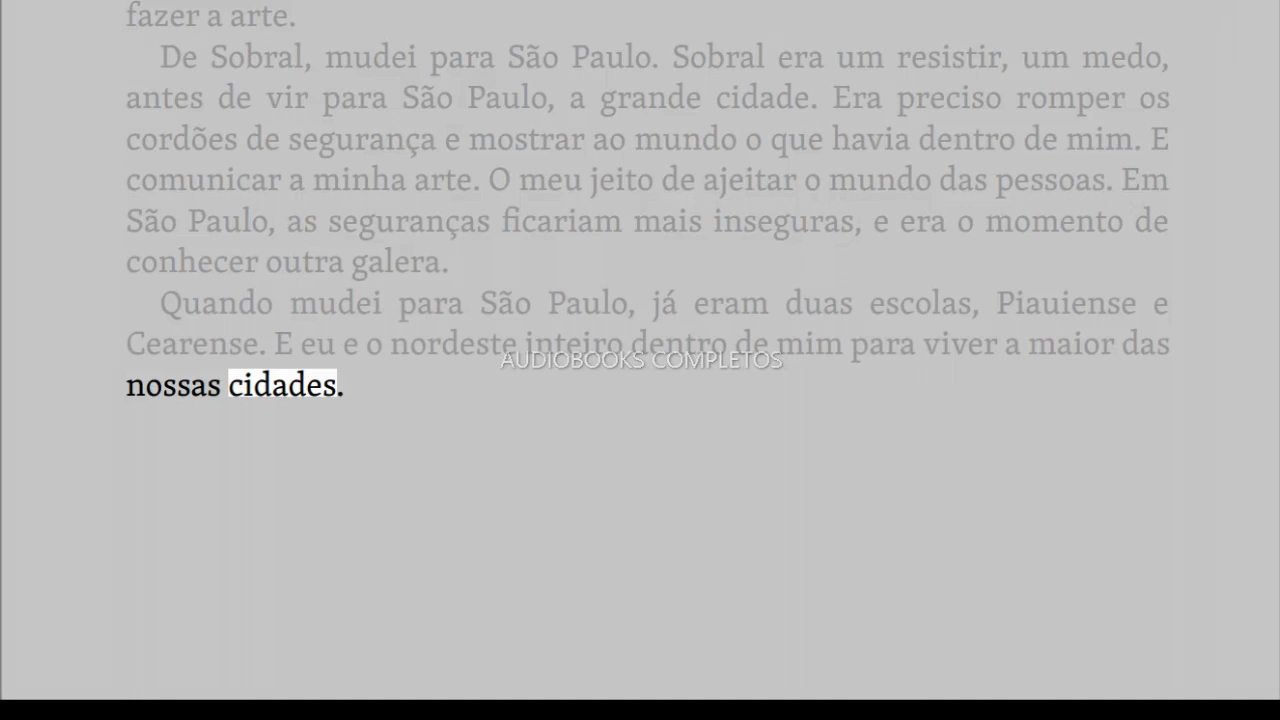 fazer a arte.
De Sobral, mudei para São Paulo. Sobral era um resistir, um medo,
antes de vir para São Paulo, a grande cidade. Era preciso romper os
cordões de segurança e mostrar ao mundo o que havia dentro de mim. E
comunicar a minha arte. O meu jeito de ajeitar o mundo das pessoas. Em
São Paulo, as seguranças ficariam mais inseguras, e era o momento de
conhecer outra galera.
Quando mudei para São Paulo, já eram duas escolas, Piauiense e
Cearense. E eu e o nordeste inteiro dentro de mim para viver a maior das
AUDIOBOOKS COMPLETOS
nossas cidades.